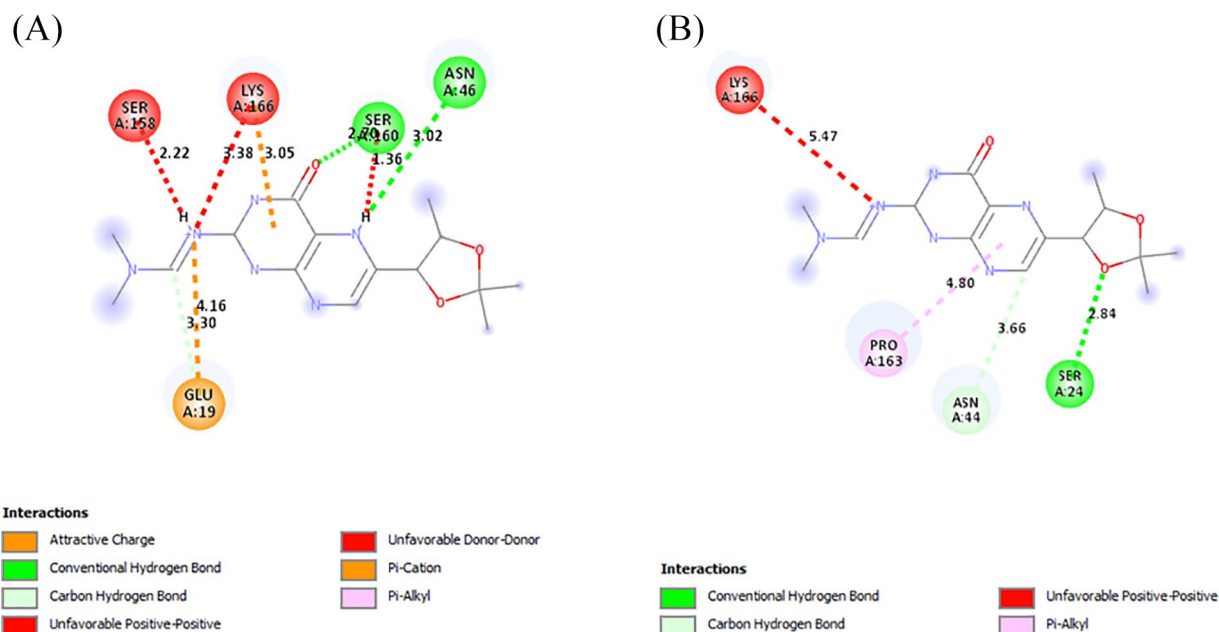 (A)
(B)
ASN
A:46
LYS
A:166
SER
A:158
SER
A:160
2.70
3.02
1.36
2.22
3.38
3.05
H
H
O
N
N
N
N
N
N
N
O
O
4.16
3.30
GLU
A:19
LYS
A:166
5.47
O
N
N
N
N
N
N
N
O
O
4.80
3.66
2.84
PRO
A:163
ASN
A:44
SER
A:24
Interactions
Attractive Charge
Conventional Hydrogen Bond
Carbon Hydrogen Bond
Unfavorable Positive-Positive
Unfavorable Donor-Donor
Pi-Cation
Pi-Alkyl
Interactions
Conventional Hydrogen Bond
Carbon Hydrogen Bond
Unfavorable Positive-Positive
Pi-Alkyl